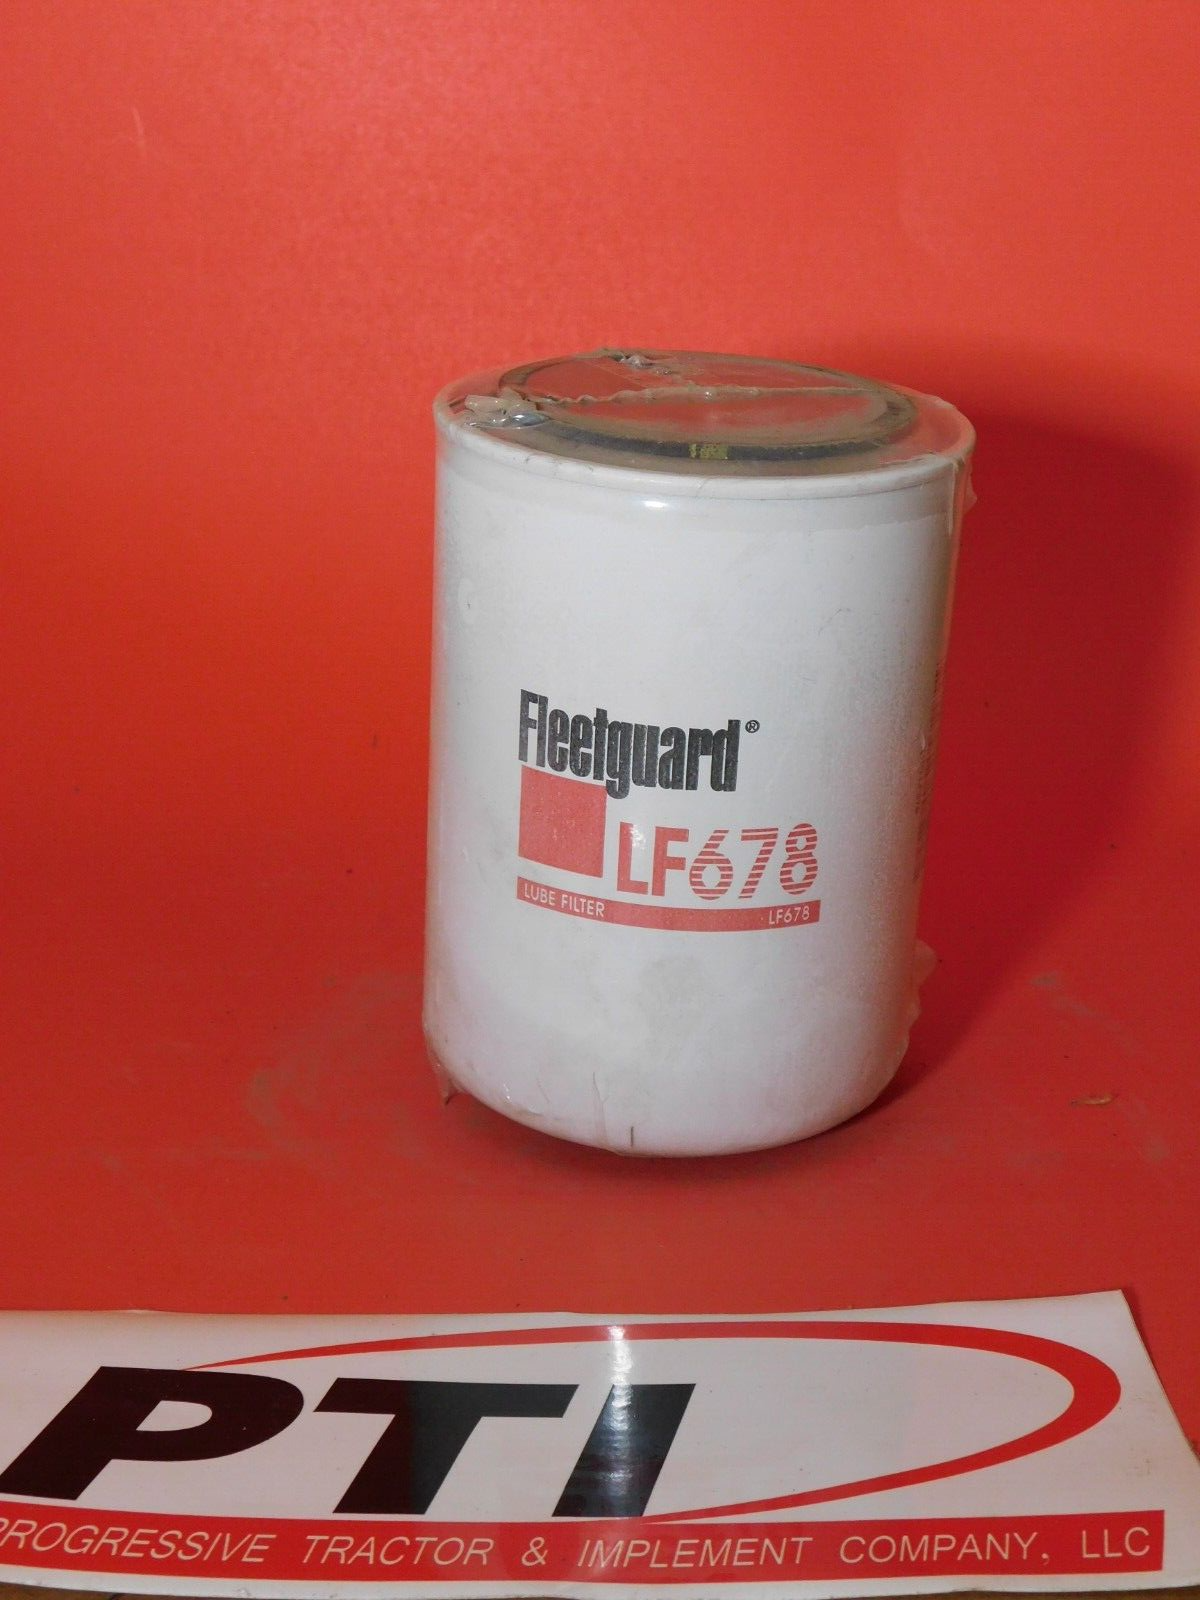 Fleetguard®
LF678
LUBE FILTER LF678
PTI
PROGRESSIVE TRACTOR & IMPLEMENT COMPANY, LLC